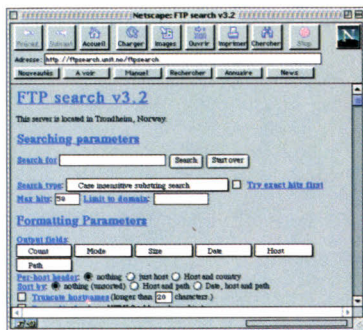 Netscape: FTP search v3.2
Accueil Charger Images Ouvrir Imprimer Chercher Stop
Adresse: http://ftpsearch.unit.no/ftpsearch
Nouveautés A voir Manuel Rechercher Annuaire News
FTP search v3.2
This server is located in Trondheim, Norway.
Searching parameters
Search for Search Start over
Search type: Case insensitive substring search Try exact hits first
Max hits: 50 Limit to domain:
Formatting Parameters
Output fields:
Count Mode Size Date Host
Path
Per-host header: nothing just host Host and country
Sort by: nothing (unsorted) Host and path Date, host and path
Truncate hostnames (longer than 20 characters.)